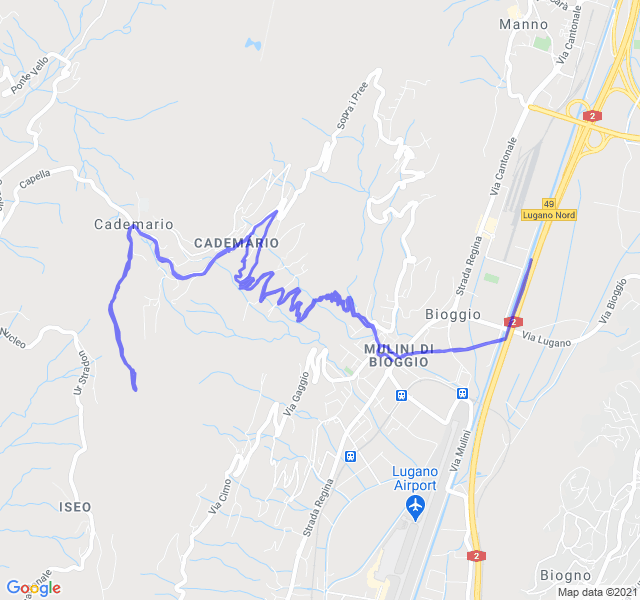 Manno
Carà
Via Cantonale
Ponte Vello
Sopra i Pree
2
Capella
Via Cantonale
49
Lugano Nord
Cademario
CADEMARIO
Strada Regina
Via Bioggio
Bioggio
2
Via Lugano
Nucleo
MULINI DI
BIOGGIO
Ur Stradon
Via Gaggio
Via Mulini
Lugano
Airport
Via Cimo
ISEO
Strada Regina
2
Biogno
Google
Map data ©2021